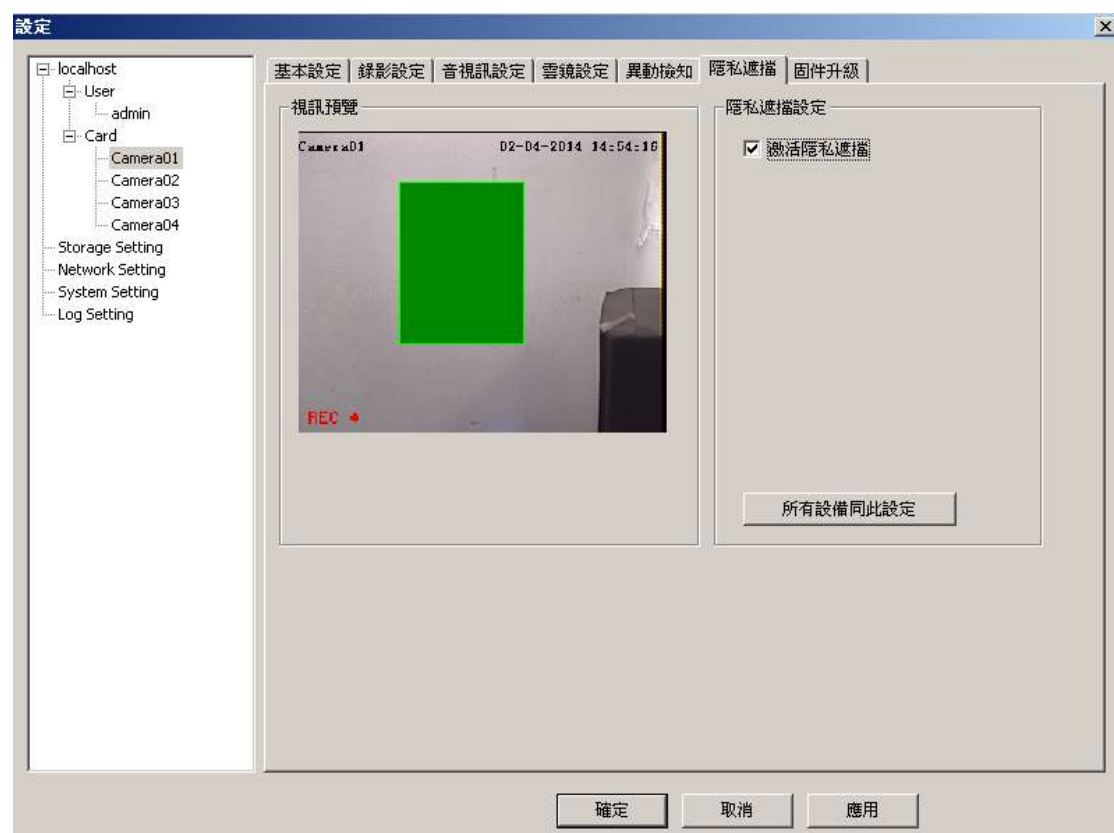 設定
localhost
User
admin
Card
Camera01
Camera02
Camera03
Camera04
Storage Setting
Network Setting
System Setting
Log Setting
基本設定 錄影設定 音視訊設定 雲鏡設定 異動檢知 隱私遮擋 固件升級
視訊預覽
Camera01 02-04-2014 14:54:16
REC
隱私遮擋設定
激活隱私遮擋
所有設備同此設定
確定 取消 應用